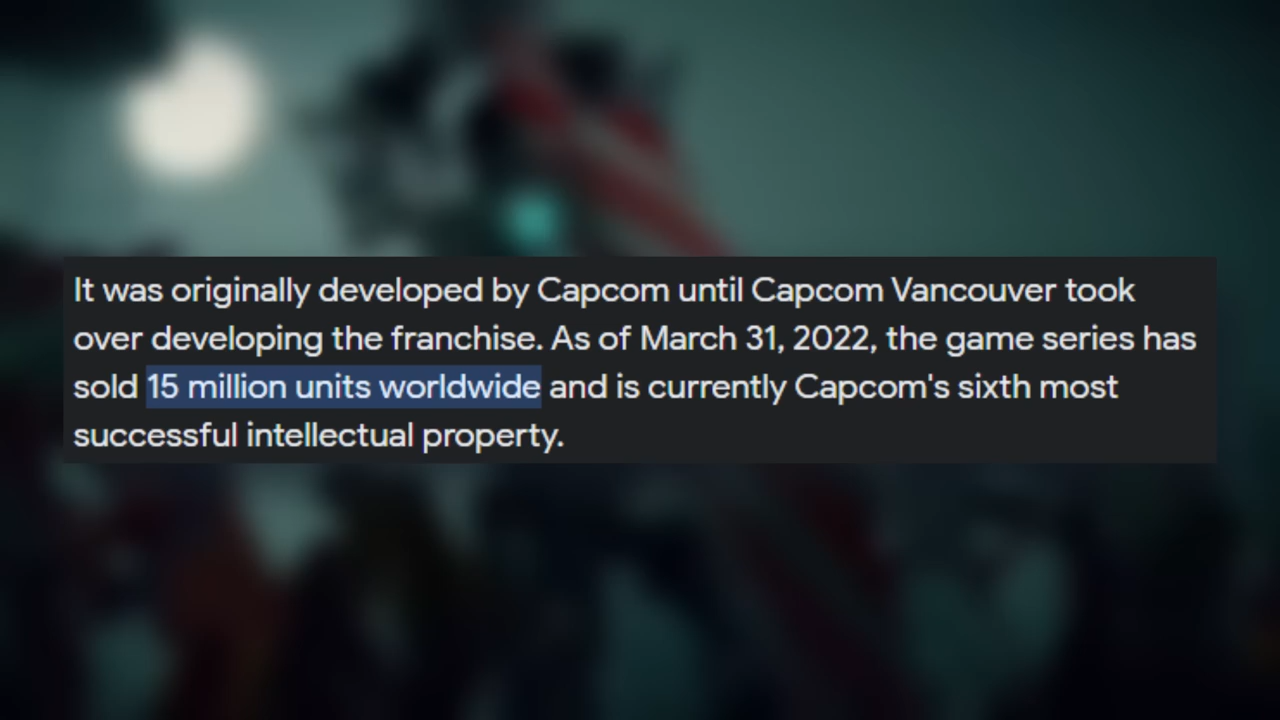 It was originally developed by Capcom until Capcom Vancouver took
over developing the franchise. As of March 31, 2022, the game series has
sold 15 million units worldwide and is currently Capcom's sixth most
successful intellectual property.